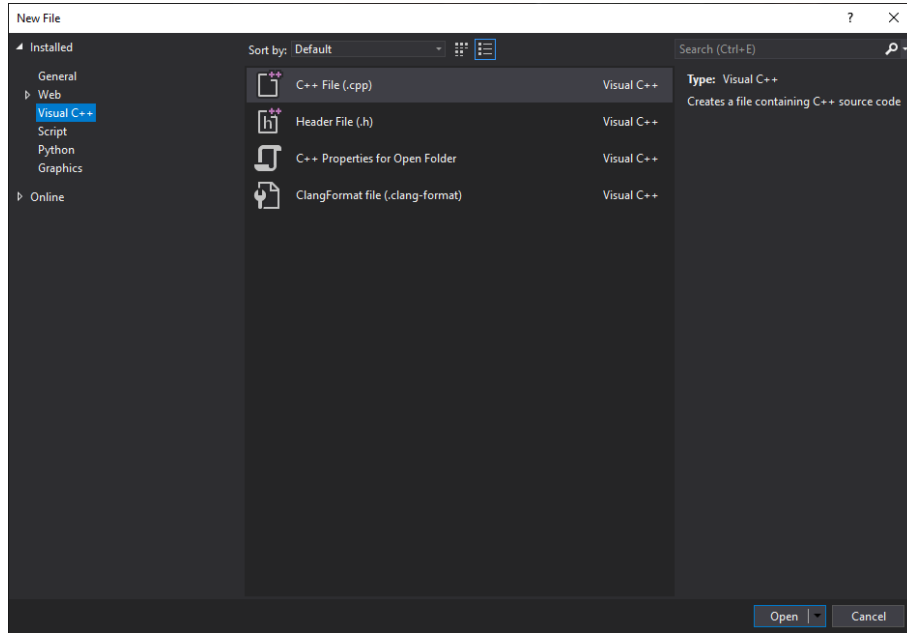 New File
? ×
Installed
General
Web
Visual C++
Script
Python
Graphics
Online
Sort by: Default
Search (Ctrl+E)
C++ File (.cpp) Visual C++
Header File (.h) Visual C++
C++ Properties for Open Folder Visual C++
ClangFormat file (.clang-format) Visual C++
Type: Visual C++
Creates a file containing C++ source code
Open Cancel